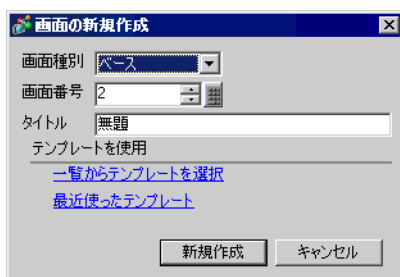 画面の新規作成
画面種別 ベース
画面番号 2
タイトル 無題
テンプレートを使用
一覧からテンプレートを選択
最近使ったテンプレート
新規作成 キャンセル